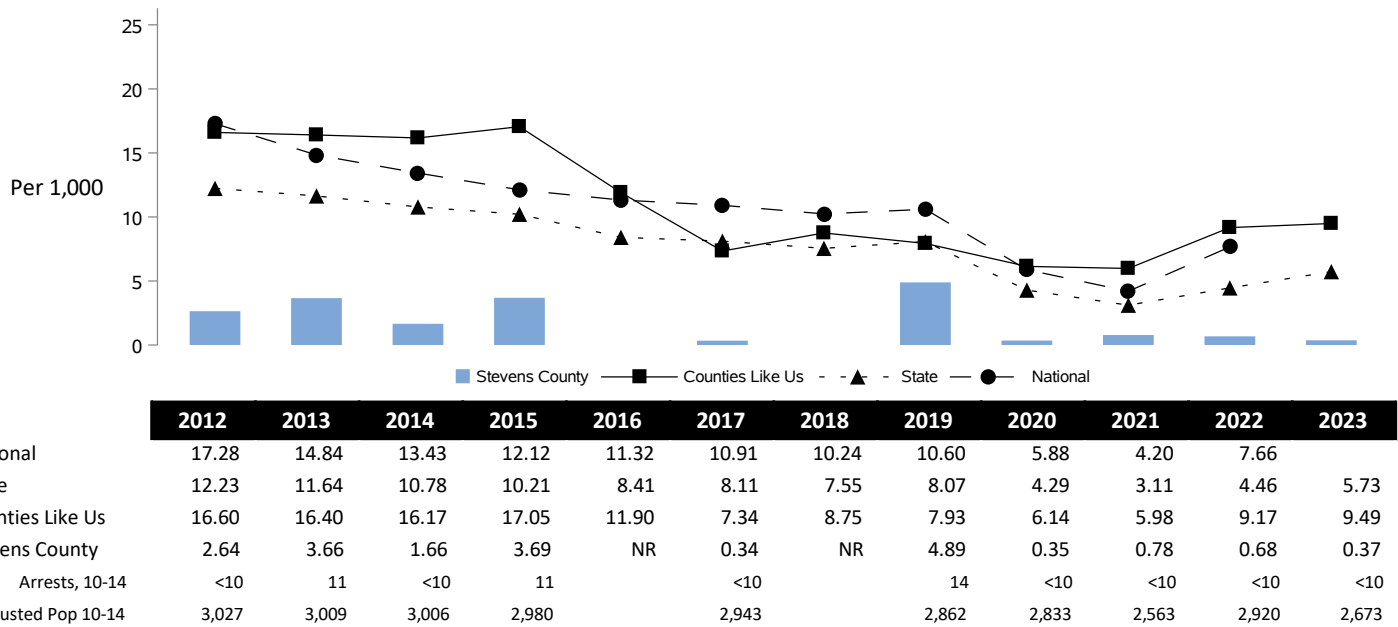 25
20
15
Per 1,000
10
5
0
Stevens County Counties Like Us State National
2012 2013 2014 2015 2016 2017 2018 2019 2020 2021 2022 2023
onal 17.28 14.84 13.43 12.12 11.32 10.91 10.24 10.60 5.88 4.20 7.66
e 12.23 11.64 10.78 10.21 8.41 8.11 7.55 8.07 4.29 3.11 4.46 5.73
nties Like Us 16.60 16.40 16.17 17.05 11.90 7.34 8.75 7.93 6.14 5.98 9.17 9.49
ens County 2.64 3.66 1.66 3.69 NR 0.34 NR 4.89 0.35 0.78 0.68 0.37
Arrests, 10-14 <10 11 <10 11 <10 14 <10 <10 <10 <10
usted Pop 10-14 3,027 3,009 3,006 2,980 2,943 2,862 2,833 2,563 2,920 2,673